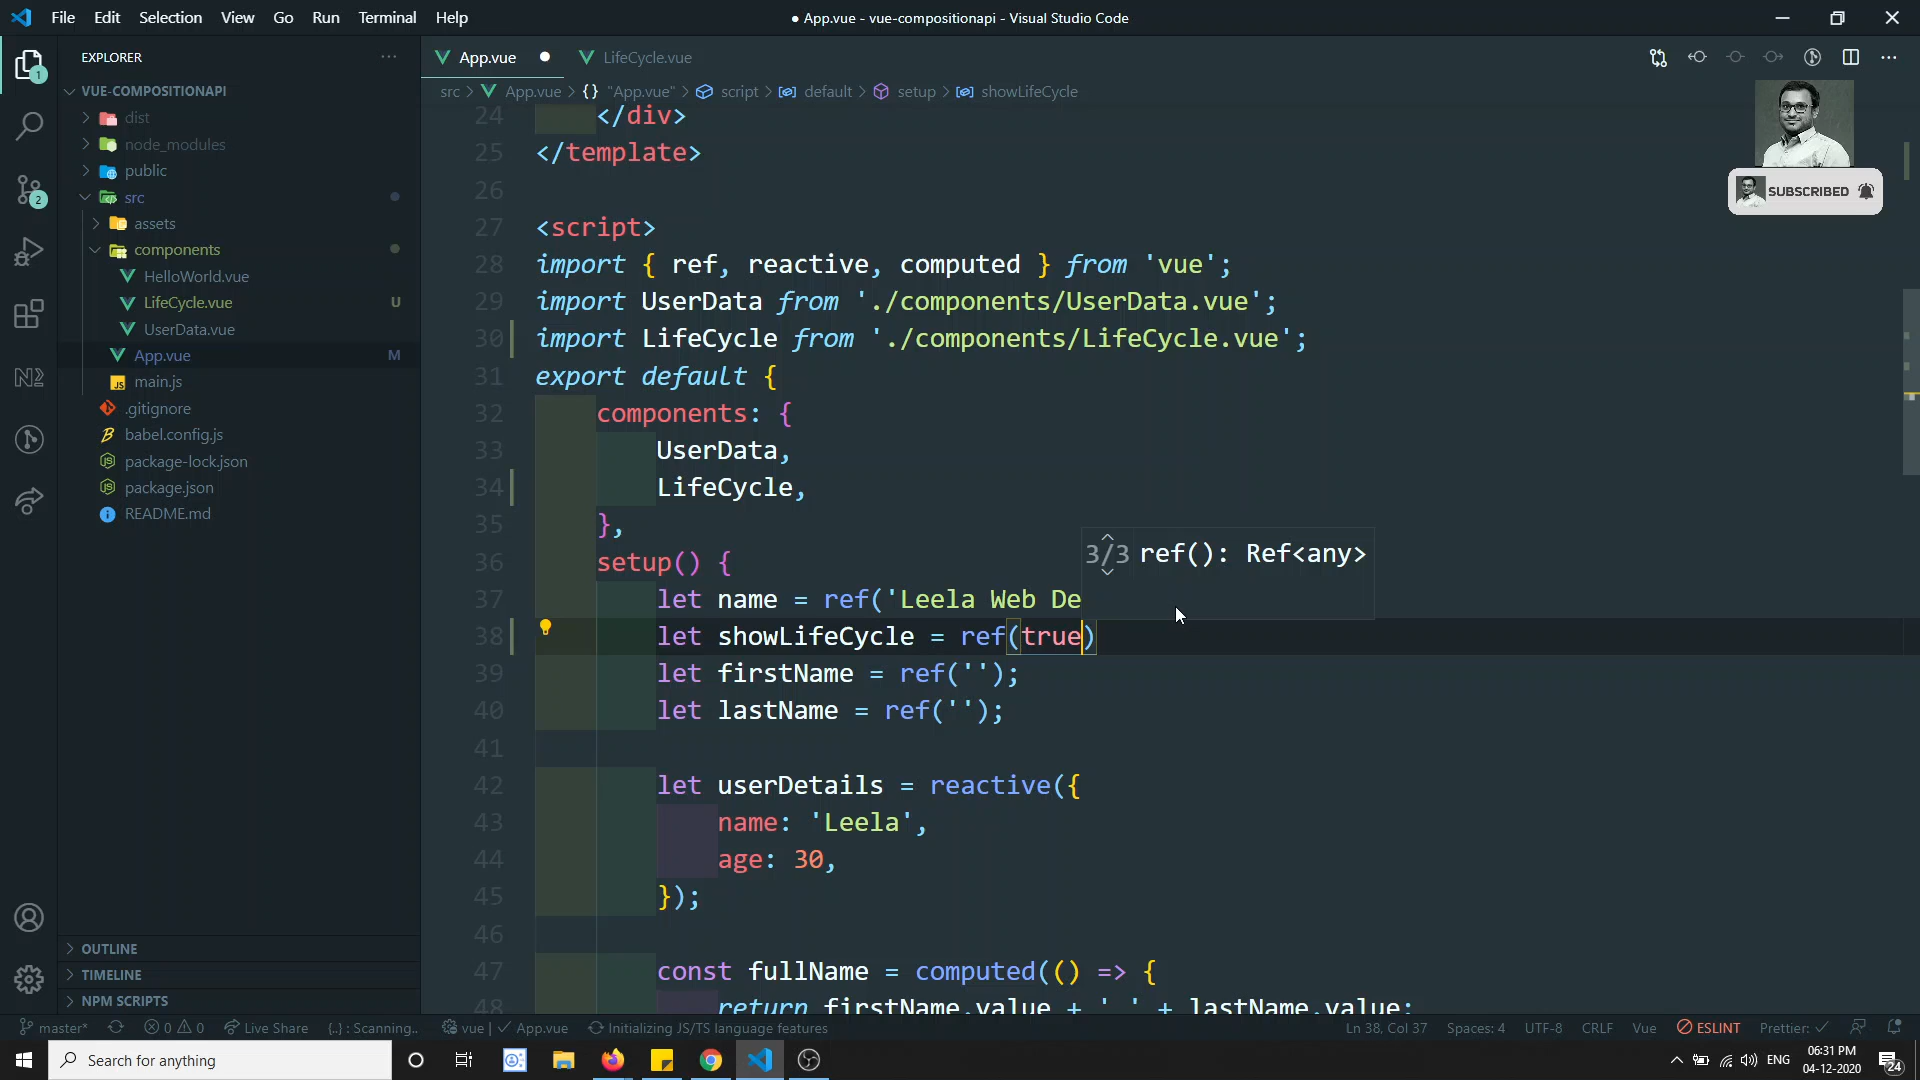 File Edit Selection View Go Run Terminal Help
● App.vue - vue-compositionapi - Visual Studio Code
EXPLORER
VUE-COMPOSITIONAPI
dist
node_modules
public
src
assets
components
HelloWorld.vue
LifeCycle.vue U
UserData.vue
App.vue M
main.js
.gitignore
babel.config.js
package-lock.json
package.json
README.md
OUTLINE
TIMELINE
NPM SCRIPTS
1
2
App.vue LifeCycle.vue
src > App.vue > {} "App.vue" > script > default > setup > showLifeCycle
24 </div>
25 </template>
26
27 <script>
28 import { ref, reactive, computed } from 'vue';
29 import UserData from './components/UserData.vue';
30 import LifeCycle from './components/LifeCycle.vue';
31 export default {
32 components: {
33 UserData,
34 LifeCycle,
35 },
36 setup() {
37 let name = ref('Leela Web De
38 let showLifeCycle = ref(true)
39 let firstName = ref('');
40 let lastName = ref('');
41
42 let userDetails = reactive({
43 name: 'Leela',
44 age: 30,
45 });
46
47 const fullName = computed(() => {
48 return firstName.value + ' ' + lastName.value;
3/3 ref(): Ref<any>
SUBSCRIBED
master* 0 0 Live Share {..} : Scanning.. vue | App.vue Initializing JS/TS language features
Ln 38, Col 37 Spaces: 4 UTF-8 CRLF Vue ESLINT Prettier:
Search for anything
ENG
06:31 PM
04-12-2020
24